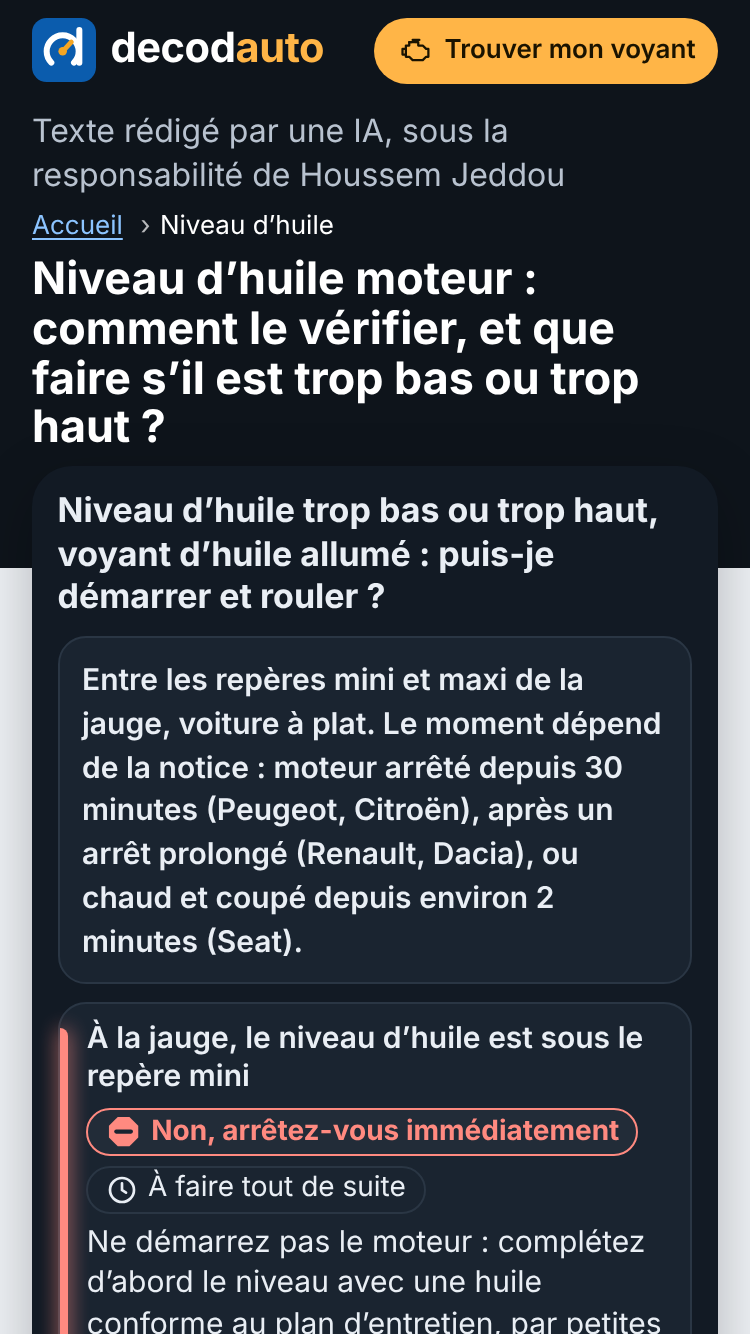 decodauto
Trouver mon voyant
Texte rédigé par une IA, sous la
responsabilité de Houssem Jeddou
Accueil › Niveau d’huile
Niveau d’huile moteur :
comment le vérifier, et que
faire s’il est trop bas ou trop
haut ?
Niveau d’huile trop bas ou trop haut,
voyant d’huile allumé : puis-je
démarrer et rouler ?
Entre les repères mini et maxi de la
jauge, voiture à plat. Le moment dépend
de la notice : moteur arrêté depuis 30
minutes (Peugeot, Citroën), après un
arrêt prolongé (Renault, Dacia), ou
chaud et coupé depuis environ 2
minutes (Seat).
À la jauge, le niveau d’huile est sous le
repère mini
Non, arrêtez-vous immédiatement
À faire tout de suite
Ne démarrez pas le moteur : complétez
d’abord le niveau avec une huile
conforme au plan d’entretien, par petites